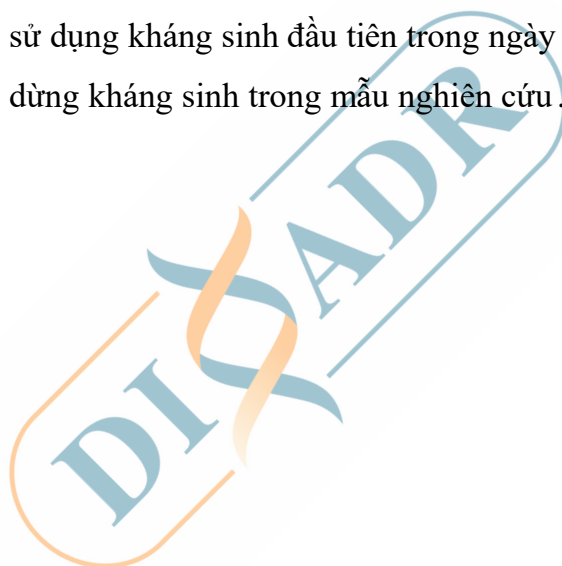 sử dụng kháng sinh đầu tiên trong ngày
dừng kháng sinh trong mẫu nghiên cứu .
DI ADR